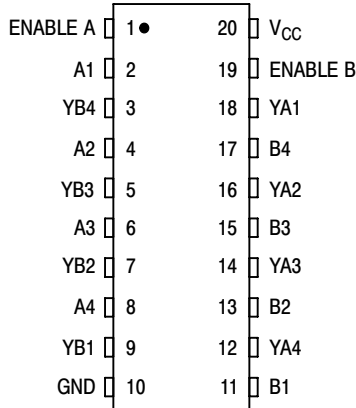 ENABLE A 1 20 VCC
A1 2 19 ENABLE B
YB4 3 18 YA1
A2 4 17 B4
YB3 5 16 YA2
A3 6 15 B3
YB2 7 14 YA3
A4 8 13 B2
YB1 9 12 YA4
GND 10 11 B1